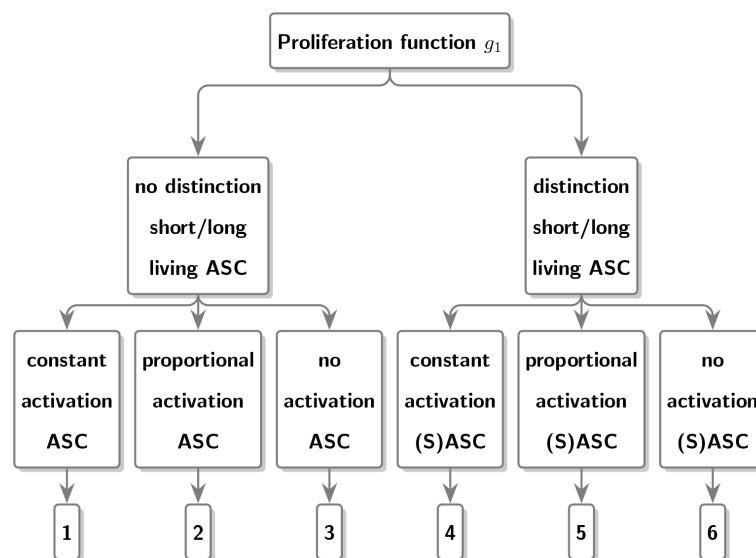 Proliferation function g₁
no distinction
short/long
living ASC
distinction
short/long
living ASC
constant
activation
ASC
proportional
activation
ASC
no
activation
ASC
constant
activation
(S)ASC
proportional
activation
(S)ASC
no
activation
(S)ASC
1
2
3
4
5
6